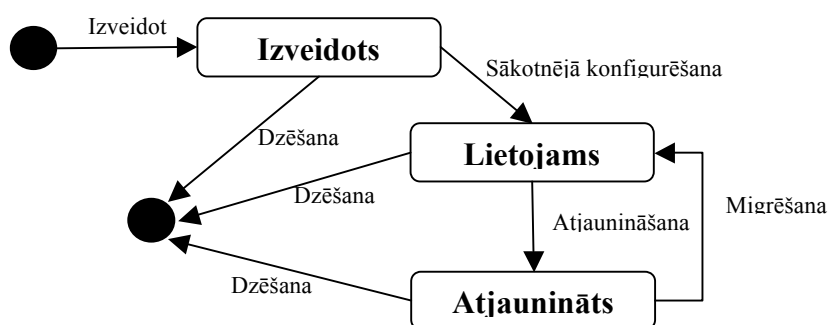 Izveidot
Izveidots
Sākotnējā konfigurēšana
Dzēšana
Lietojams
Dzēšana
Migrēšana
Atjaunināšana
Dzēšana
Atjaunināts